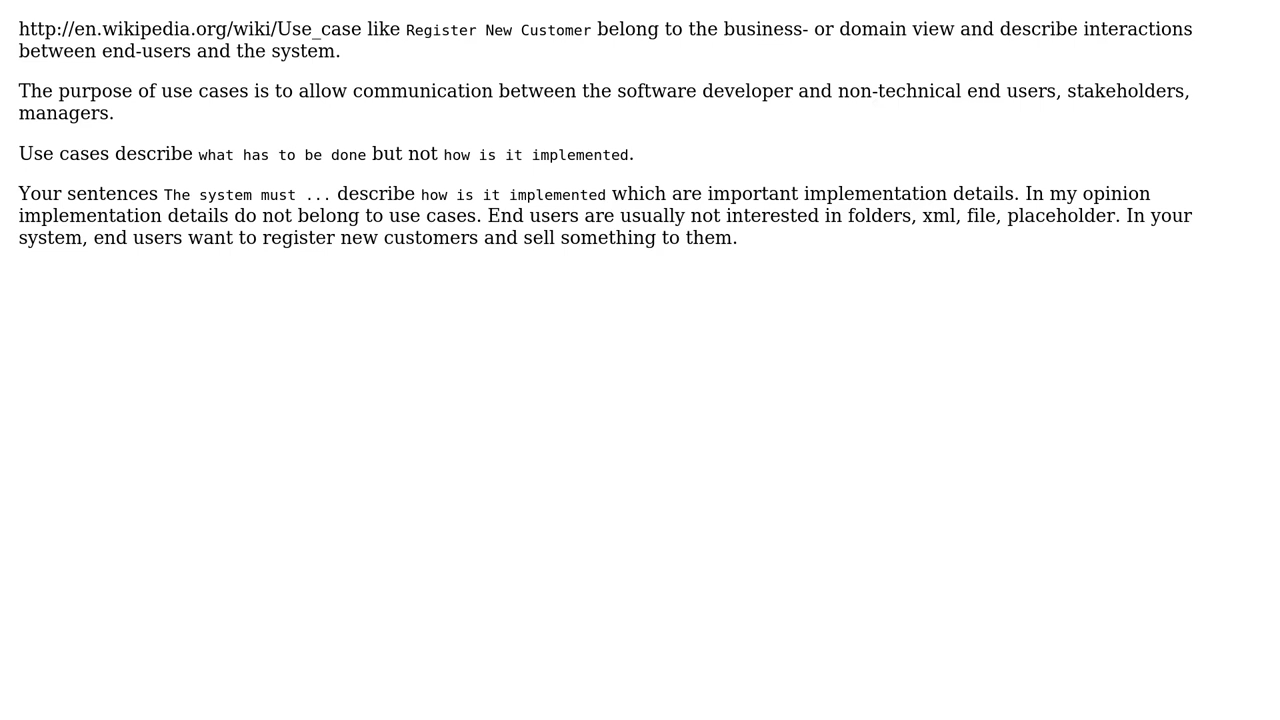 http://en.wikipedia.org/wiki/Use_case like Register New Customer belong to the business- or domain view and describe interactions
between end-users and the system.
The purpose of use cases is to allow communication between the software developer and non-technical end users, stakeholders,
managers.
Use cases describe what has to be done but not how is it implemented.
Your sentences The system must ... describe how is it implemented which are important implementation details. In my opinion
implementation details do not belong to use cases. End users are usually not interested in folders, xml, file, placeholder. In your
system, end users want to register new customers and sell something to them.